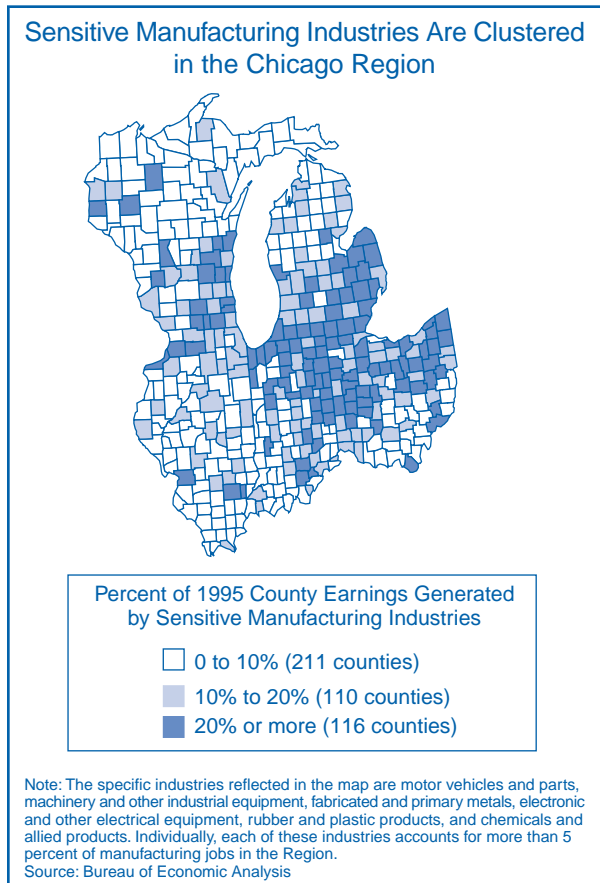 Sensitive Manufacturing Industries Are Clustered
in the Chicago Region
Percent of 1995 County Earnings Generated
by Sensitive Manufacturing Industries
0 to 10% (211 counties)
10% to 20% (110 counties)
20% or more (116 counties)
Note: The specific industries reflected in the map are motor vehicles and parts,
machinery and other industrial equipment, fabricated and primary metals, electronic
and other electrical equipment, rubber and plastic products, and chemicals and
allied products. Individually, each of these industries accounts for more than 5
percent of manufacturing jobs in the Region.
Source: Bureau of Economic Analysis